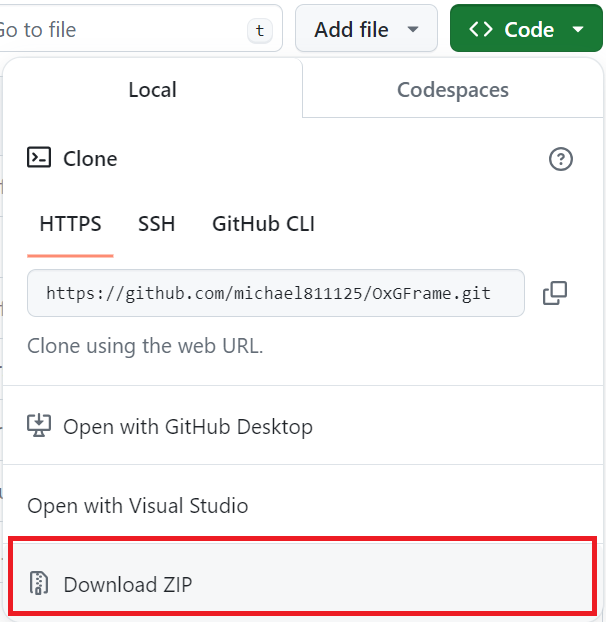 Go to file
t
Add file
Code
Local
Codespaces
Clone
HTTPS
SSH
GitHub CLI
https://github.com/michael811125/OxGFrame.git
Clone using the web URL.
Open with GitHub Desktop
Open with Visual Studio
Download ZIP